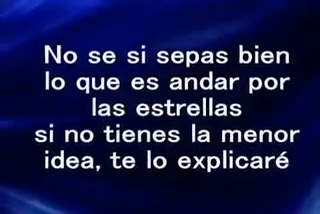 No se si sepas bien
lo que es andar por
las estrellas
si no tienes la menor
idea, te lo explicaré